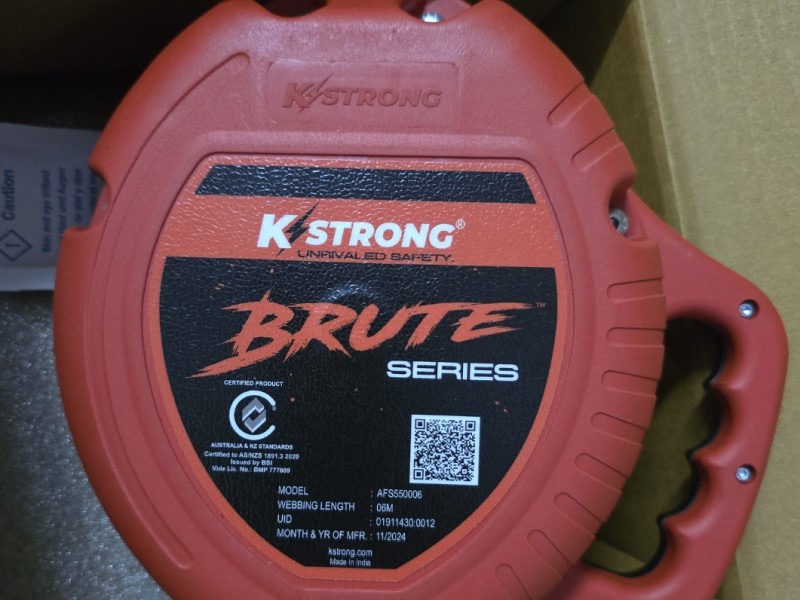 K STRONG
K STRONG®
UNRIVALED SAFETY.
BRUTE™
SERIES
CERTIFIED PRODUCT
AUSTRALIA & NZ STANDARDS
Certified to AS/NZS 1891.3 2020
Issued by BSI
Vide Lic. No.: BMP 777609
MODEL : AFS550006
WEBBING LENGTH : 06M
UID : 01911430:0012
MONTH & YR OF MFR. : 11/2024
kstrong.com
Made in India
Caution